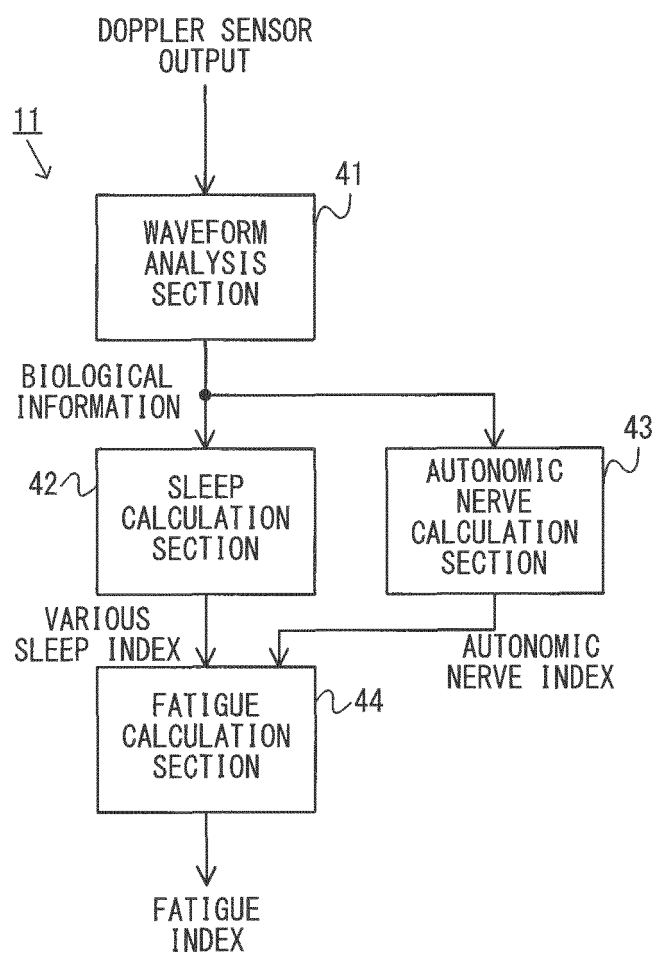 DOPPLER SENSOR
OUTPUT
11
41
WAVEFORM
ANALYSIS
SECTION
BIOLOGICAL
INFORMATION
43
42
SLEEP
CALCULATION
SECTION
AUTONOMIC
NERVE
CALCULATION
SECTION
VARIOUS
SLEEP INDEX
AUTONOMIC
NERVE INDEX
44
FATIGUE
CALCULATION
SECTION
FATIGUE
INDEX